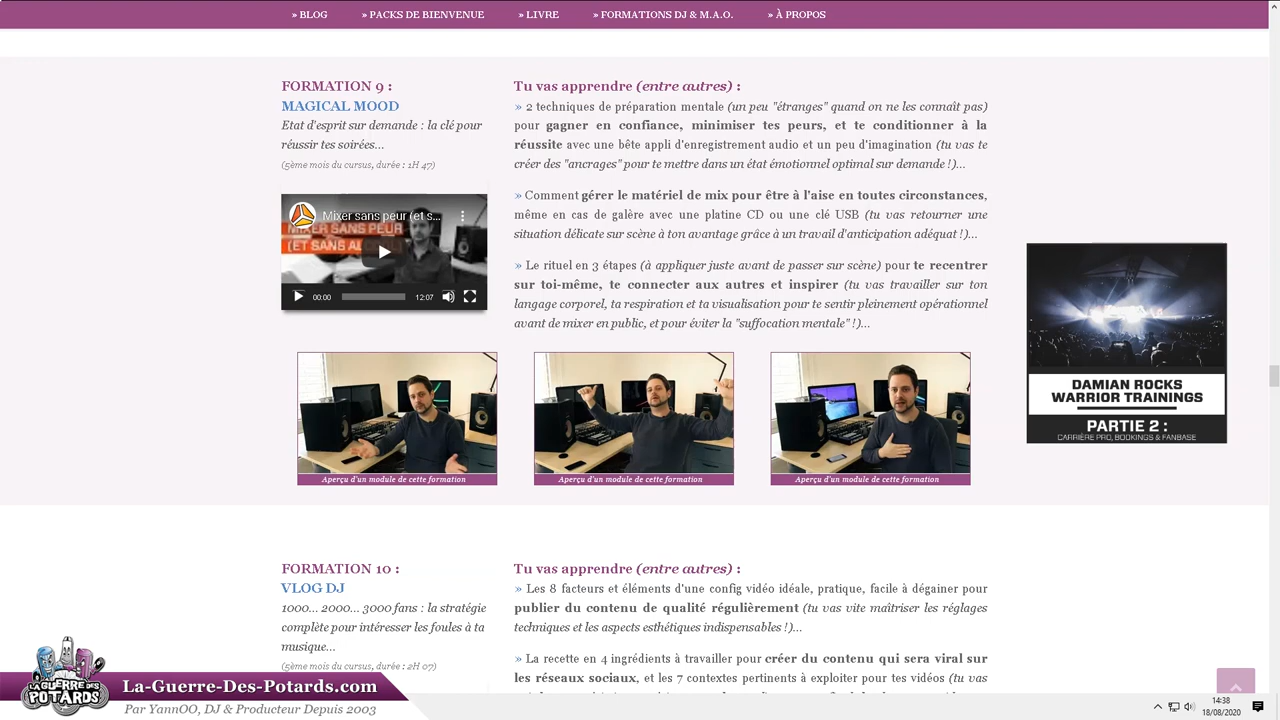 » BLOG » PACKS DE BIENVENUE » LIVRE » FORMATIONS DJ & M.A.O. » À PROPOS
FORMATION 9 :
MAGICAL MOOD
Etat d'esprit sur demande : la clé pour
réussir tes soirées...
(5ème mois du cursus, durée : 1H 47)
Mixer sans peur (et s...
MIXER SANS PEUR
(ET SANS AL
00:00 12:07
Tu vas apprendre (entre autres) :
» 2 techniques de préparation mentale (un peu "étranges" quand on ne les connaît pas)
pour gagner en confiance, minimiser tes peurs, et te conditionner à la
réussite avec une bête appli d'enregistrement audio et un peu d'imagination (tu vas te
créer des "ancrages" pour te mettre dans un état émotionnel optimal sur demande !)...
» Comment gérer le matériel de mix pour être à l'aise en toutes circonstances,
même en cas de galère avec une platine CD ou une clé USB (tu vas retourner une
situation délicate sur scène à ton avantage grâce à un travail d'anticipation adéquat !)...
» Le rituel en 3 étapes (à appliquer juste avant de passer sur scène) pour te recentrer
sur toi-même, te connecter aux autres et inspirer (tu vas travailler sur ton
langage corporel, ta respiration et ta visualisation pour te sentir pleinement opérationnel
avant de mixer en public, et pour éviter la "suffocation mentale" !)...
Aperçu d'un module de cette formation
Aperçu d'un module de cette formation
Aperçu d'un module de cette formation
DAMIAN ROCKS
WARRIOR TRAININGS
PARTIE 2 :
CARRIÈRE PRO, BOOKINGS & FANBASE
FORMATION 10 :
VLOG DJ
1000... 2000... 3000 fans : la stratégie
complète pour intéresser les foules à ta
musique...
(5ème mois du cursus, durée : 2H 07)
Tu vas apprendre (entre autres) :
» Les 8 facteurs et éléments d'une config vidéo idéale, pratique, facile à dégainer pour
publier du contenu de qualité régulièrement (tu vas vite maîtriser les réglages
techniques et les aspects esthétiques indispensables !)...
» La recette en 4 ingrédients à travailler pour créer du contenu qui sera viral sur
les réseaux sociaux, et les 7 contextes pertinents à exploiter pour tes vidéos (tu vas
LA GUERRE DES
POTARDS
La-Guerre-Des-Potards.com
Par YannOO, DJ & Producteur Depuis 2003
14:38
18/08/2020